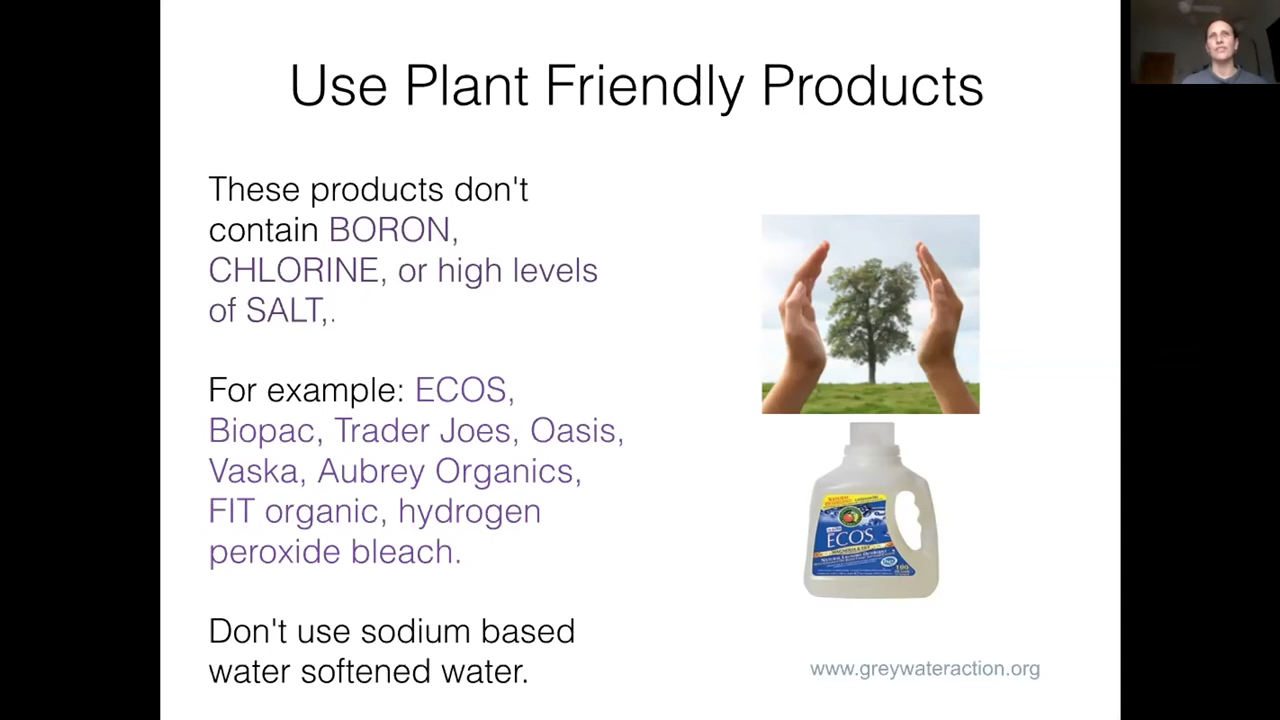 Use Plant Friendly Products
These products don't
contain BORON,
CHLORINE, or high levels
of SALT,.
For example: ECOS,
Biopac, Trader Joes, Oasis,
Vaska, Aubrey Organics,
FIT organic, hydrogen
peroxide bleach.
Don't use sodium based
water softened water.
ECOS
www.greywateraction.org